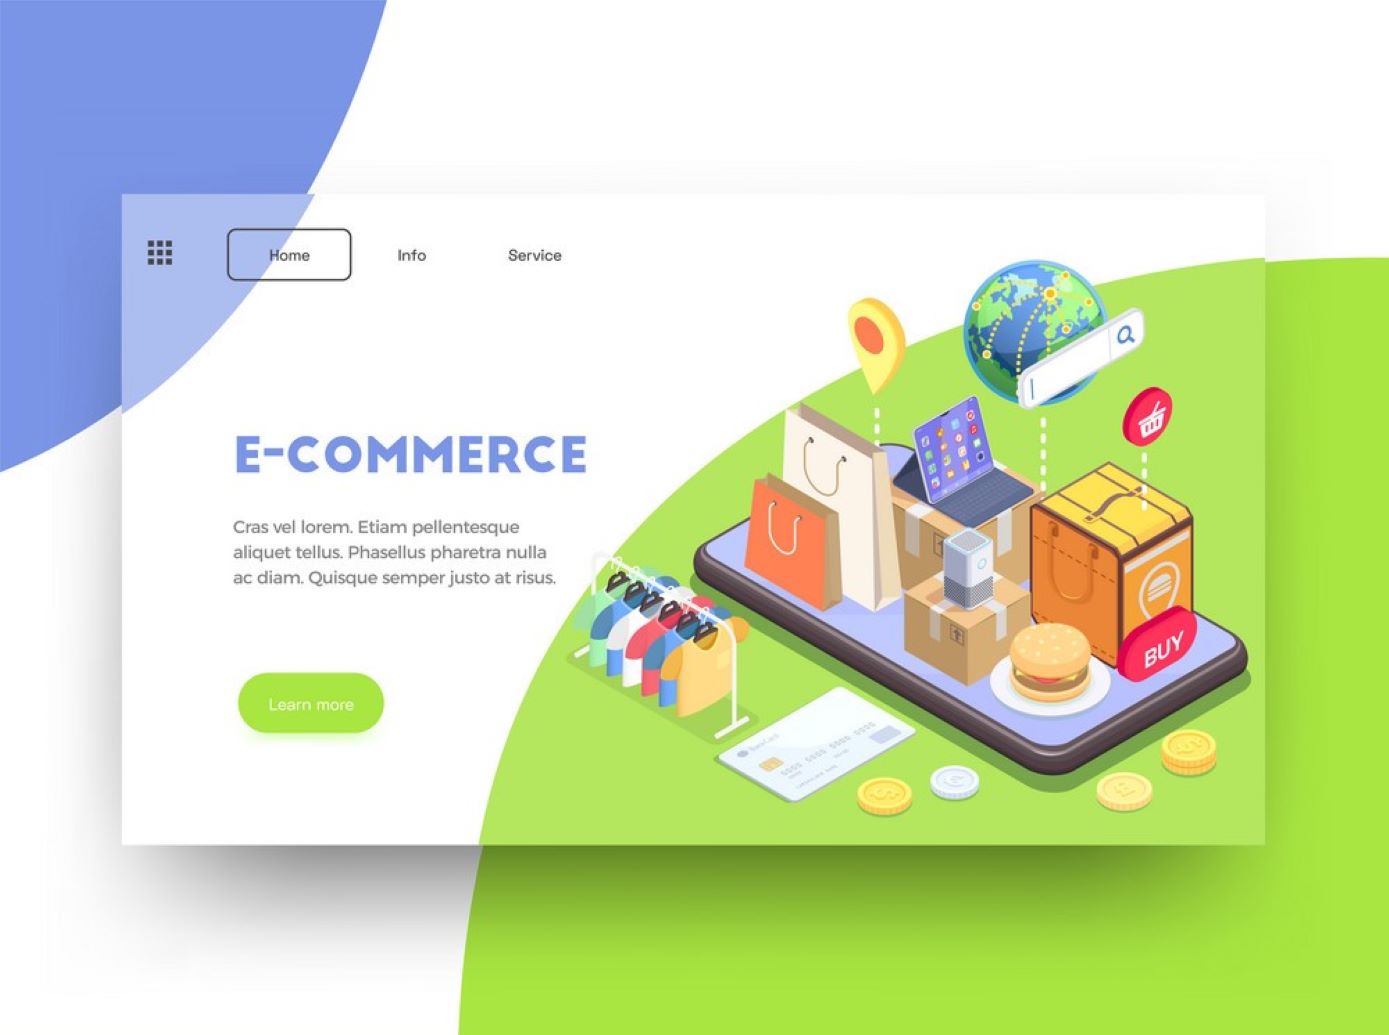 Home Info Service
E-COMMERCE
Cras vel lorem. Etiam pellentesque
aliquet tellus. Phasellus pharetra nulla
ac diam. Quisque semper justo at risus.
Learn more
BUY